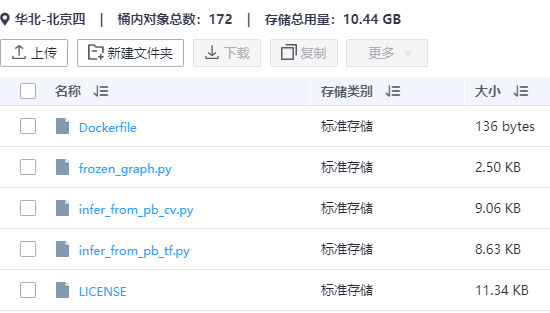 华北-北京四 | 桶内对象总数：172 | 存储总用量：10.44 GB
上传 新建文件夹 下载 复制 更多
名称 存储类别 大小
Dockerfile 标准存储 136 bytes
frozen_graph.py 标准存储 2.50 KB
infer_from_pb_cv.py 标准存储 9.06 KB
infer_from_pb_tf.py 标准存储 8.63 KB
LICENSE 标准存储 11.34 KB